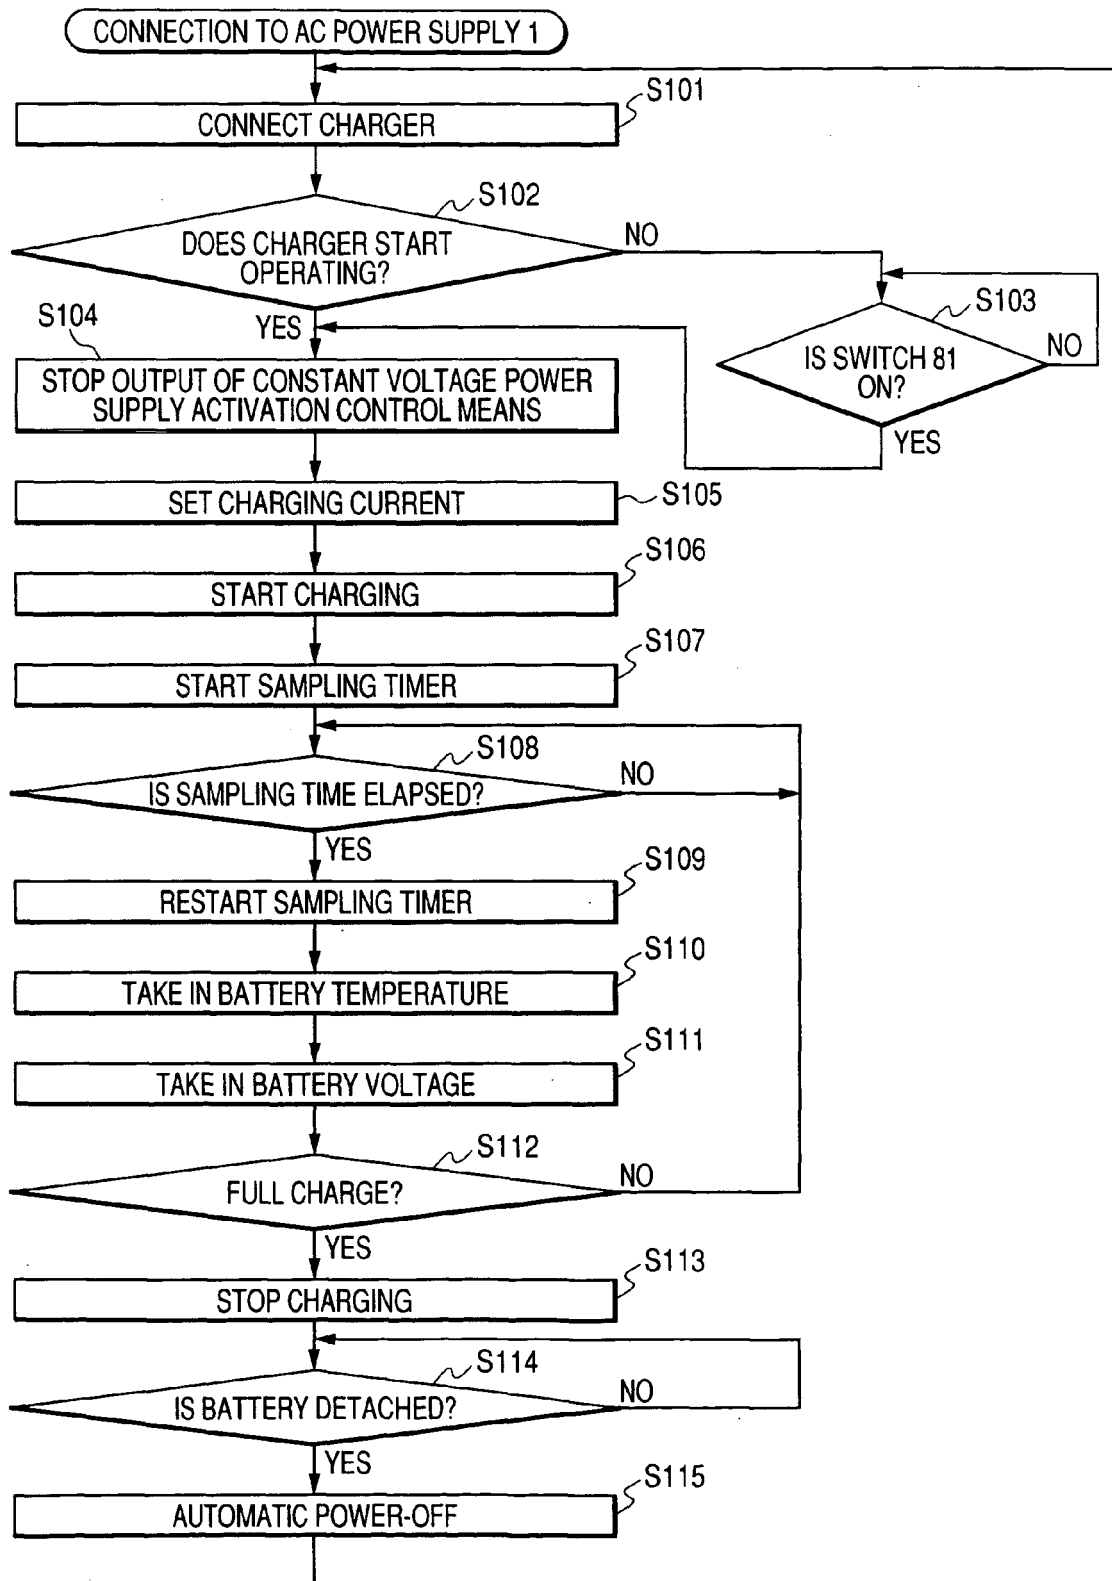 CONNECTION TO AC POWER SUPPLY 1
S101
CONNECT CHARGER
S102
DOES CHARGER START
OPERATING?
NO
YES
S103
IS SWITCH 81
ON?
NO
YES
S104
STOP OUTPUT OF CONSTANT VOLTAGE POWER
SUPPLY ACTIVATION CONTROL MEANS
S105
SET CHARGING CURRENT
S106
START CHARGING
S107
START SAMPLING TIMER
S108
IS SAMPLING TIME ELAPSED?
NO
YES
S109
RESTART SAMPLING TIMER
S110
TAKE IN BATTERY TEMPERATURE
S111
TAKE IN BATTERY VOLTAGE
S112
FULL CHARGE?
NO
YES
S113
STOP CHARGING
S114
IS BATTERY DETACHED?
NO
YES
S115
AUTOMATIC POWER-OFF